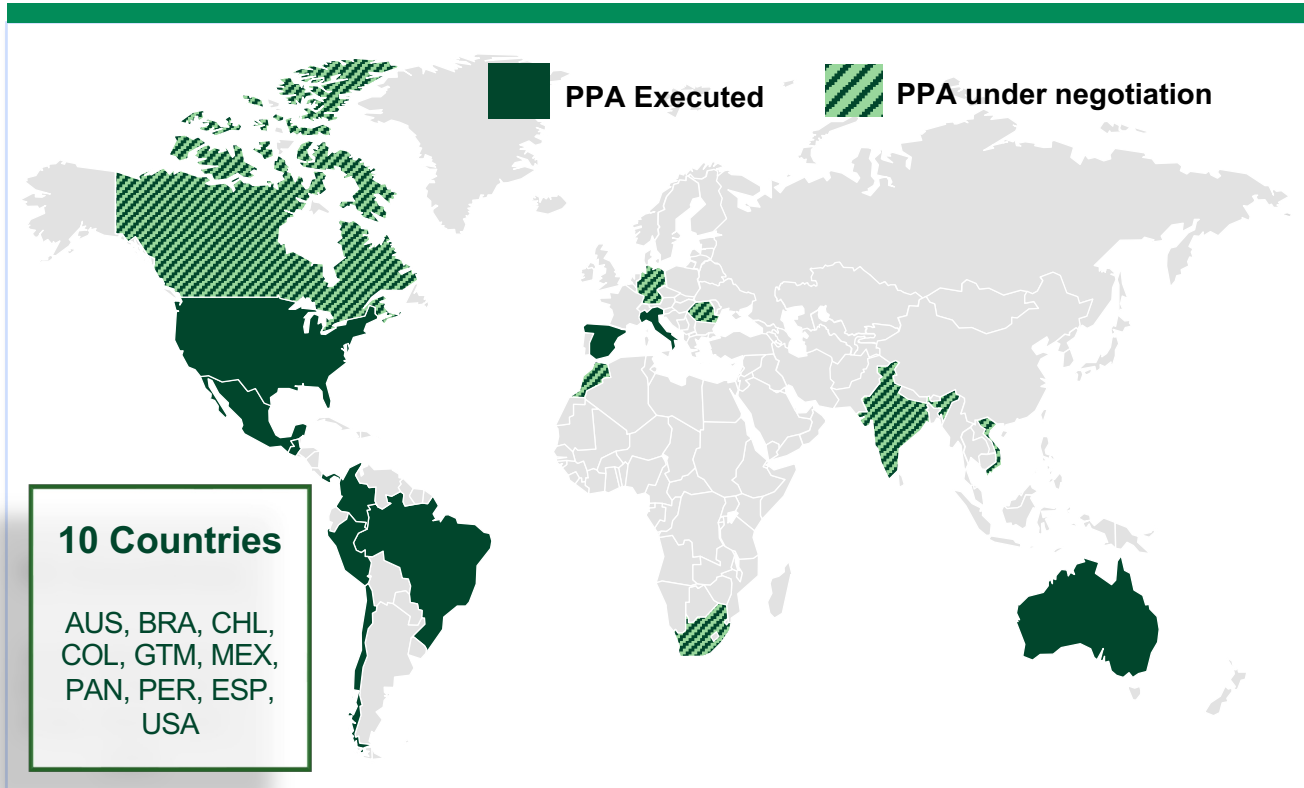 PPA Executed
PPA under negotiation
10 Countries
AUS, BRA, CHL,
COL, GTM, MEX,
PAN, PER, ESP,
USA